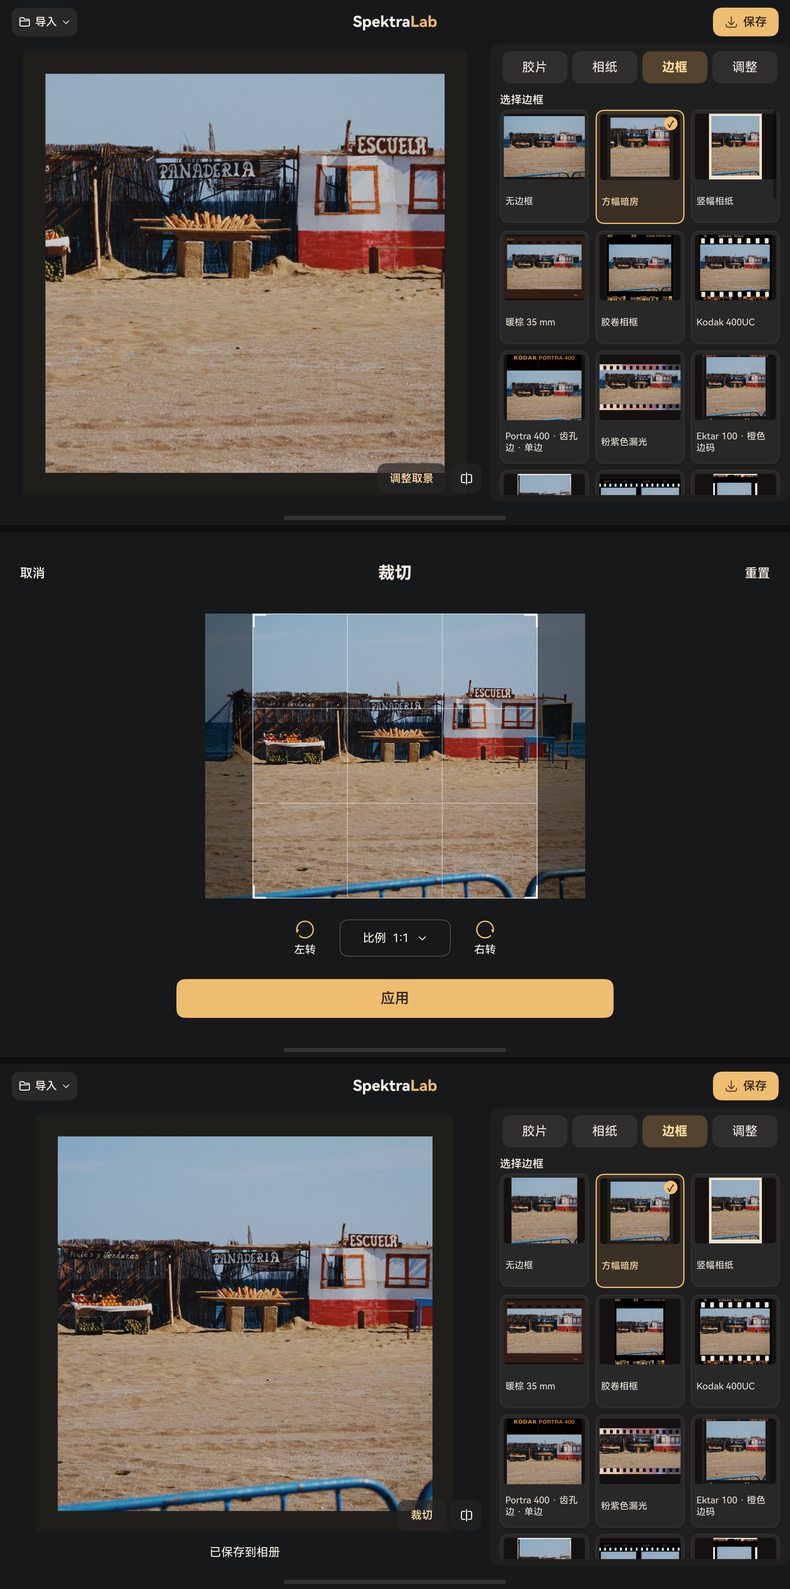 导入
SpektraLab
保存
胶片
相纸
边框
调整
选择边框
PANADERIA
ESCUELA
无边框
方幅暗房
竖幅相纸
暖棕 35 mm
胶卷相框
Kodak 400UC
KODAK PORTRA 400
Portra 400 · 齿孔
边 · 单边
粉紫色漏光
Ektar 100 · 橙色
边码
调整取景
取消
裁切
重置
ESCUELA
Frutes y Verduras
PANADERIA
左转
比例 1:1
右转
应用
导入
SpektraLab
保存
胶片
相纸
边框
调整
选择边框
ESCUELA
Frutes y Verduras
PANADERIA
无边框
方幅暗房
竖幅相纸
暖棕 35 mm
胶卷相框
Kodak 400UC
KODAK PORTRA 400
Portra 400 · 齿孔
边 · 单边
粉紫色漏光
Ektar 100 · 橙色
边码
裁切
已保存到相册